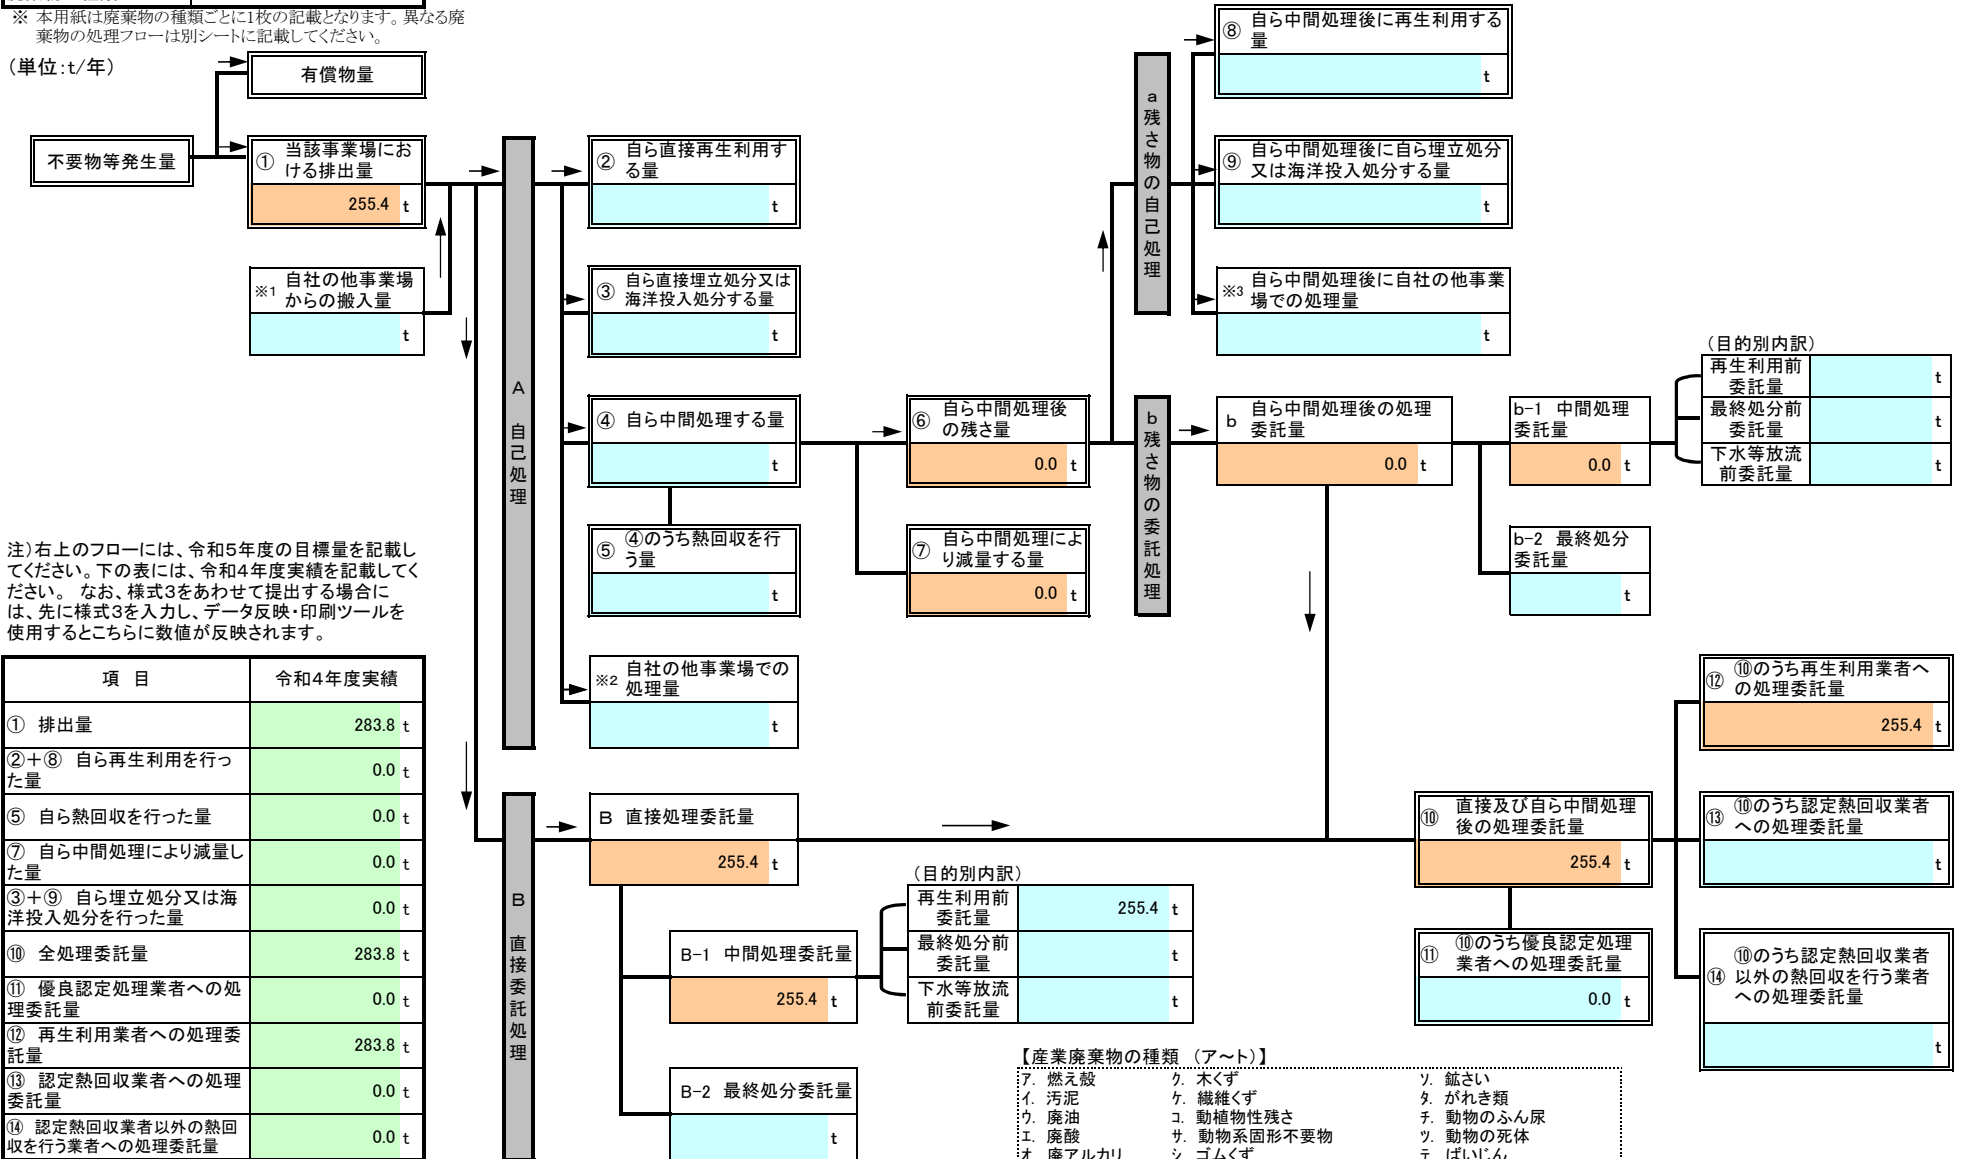 ※ 本用紙は廃棄物の種類ごとに1枚の記載となります。異なる廃
棄物の処理フローは別シートに記載してください。
(単位:t/年)
有償物量
不要物等発生量
① 当該事業場にお
ける排出量
255.4 t
※1 自社の他事業場
からの搬入量
t
A 自己処理
② 自ら直接再生利用す
る量
t
③ 自ら直接埋立処分又は
海洋投入処分する量
t
④ 自ら中間処理する量
t
⑤ ④のうち熱回収を行
う量
t
※2 自社の他事業場での
処理量
t
⑥ 自ら中間処理後
の残さ量
0.0 t
⑦ 自ら中間処理によ
り減量する量
0.0 t
a残さ物の自己処理
⑧ 自ら中間処理後に再生利用する
量
t
⑨ 自ら中間処理後に自ら埋立処分
又は海洋投入処分する量
t
※3 自ら中間処理後に自社の他事業
場での処理量
t
b残さ物の委託処理
b 自ら中間処理後の処理
委託量
0.0 t
b-1 中間処理
委託量
0.0 t
(目的別内訳)
再生利用前
委託量
t
最終処分前
委託量
t
下水等放流
前委託量
t
b-2 最終処分
委託量
t
注)右上のフローには、令和5年度の目標量を記載し
てください。下の表には、令和4年度実績を記載してく
ださい。 なお、様式3をあわせて提出する場合に
は、先に様式3を入力し、データ反映・印刷ツールを
使用するとこちらに数値が反映されます。
項 目 令和4年度実績
① 排出量 283.8 t
②+⑧ 自ら再生利用を行っ
た量 0.0 t
⑤ 自ら熱回収を行った量 0.0 t
⑦ 自ら中間処理により減量し
た量 0.0 t
③+⑨ 自ら埋立処分又は海
洋投入処分を行った量 0.0 t
⑩ 全処理委託量 283.8 t
⑪ 優良認定処理業者への処
理委託量 0.0 t
⑫ 再生利用業者への処理委
託量 283.8 t
⑬ 認定熱回収業者への処理
委託量 0.0 t
⑭ 認定熱回収業者以外の熱回
収を行う業者への処理委託量 0.0 t
B 直接委託処理
B 直接処理委託量
255.4 t
B-1 中間処理委託量
255.4 t
B-2 最終処分委託量
t
(目的別内訳)
再生利用前
委託量
255.4 t
最終処分前
委託量
t
下水等放流
前委託量
t
⑩ 直接及び自ら中間処理
後の処理委託量
255.4 t
⑪ ⑩のうち優良認定処理
業者への処理委託量
0.0 t
⑫ ⑩のうち再生利用業者へ
の処理委託量
255.4 t
⑬ ⑩のうち認定熱回収業者
への処理委託量
t
⑭ ⑩のうち認定熱回収業者
以外の熱回収を行う業者
への処理委託量
t
【産業廃棄物の種類 (ア~ト)】
ア. 燃え殻 ク. 木くず ソ. 鉱さい
イ. 汚泥 ケ. 繊維くず タ. がれき類
ウ. 廃油 コ. 動植物性残さ チ. 動物のふん尿
エ. 廃酸 サ. 動物系固形不要物 ツ. 動物の死体
オ. 廃アルカリ シ. ゴムくず テ. ばいじん